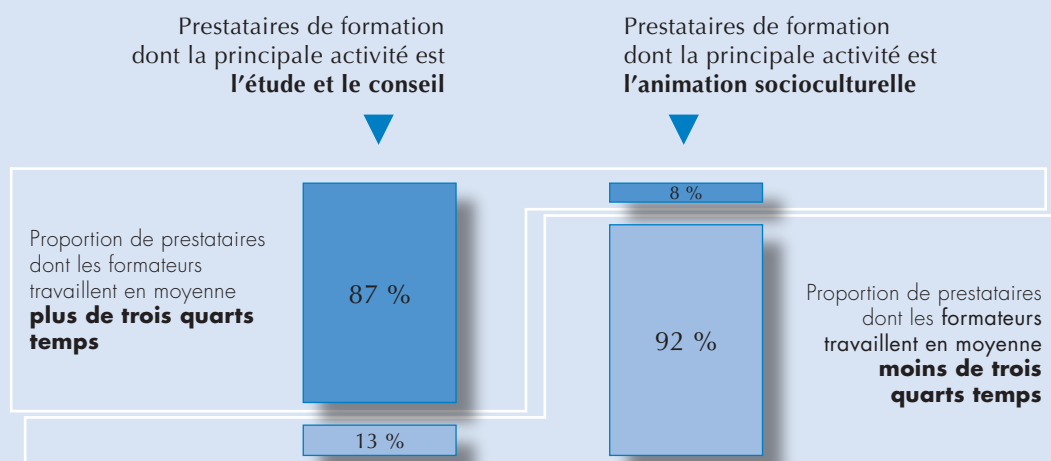 Prestataires de formation
dont la principale activité est
l'étude et le conseil
Prestataires de formation
dont la principale activité est
l'animation socioculturelle
Proportion de prestataires
dont les formateurs
travaillent en moyenne
plus de trois quarts
temps
87 %
8 %
13 %
92 %
Proportion de prestataires
dont les formateurs
travaillent en moyenne
moins de trois
quarts temps